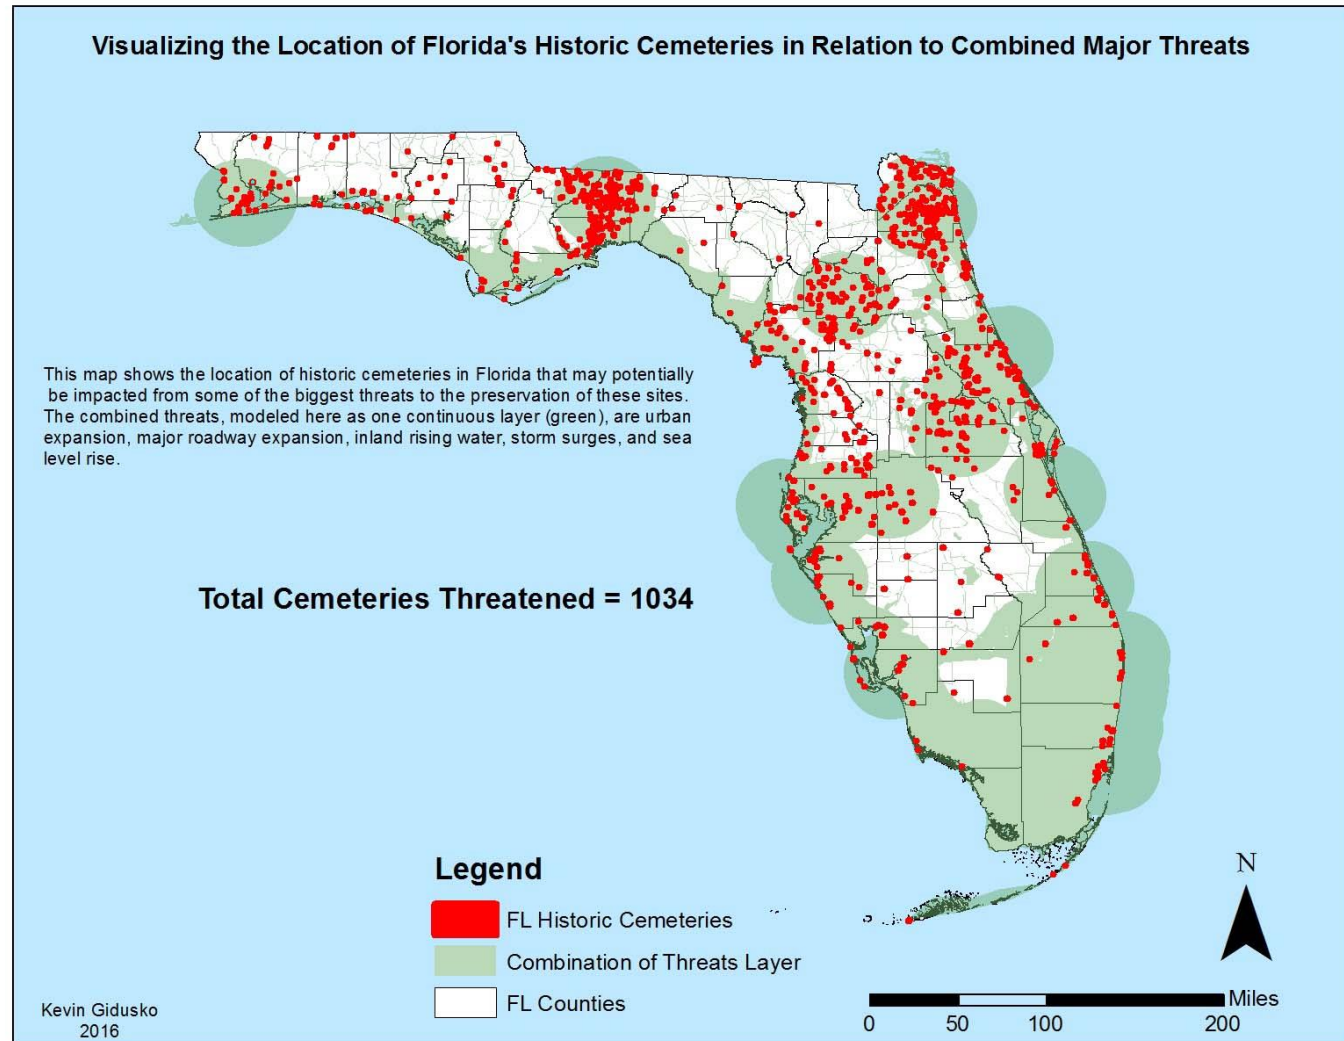 Visualizing the Location of Florida's Historic Cemeteries in Relation to Combined Major Threats
This map shows the location of historic cemeteries in Florida that may potentially
be impacted from some of the biggest threats to the preservation of these sites.
The combined threats, modeled here as one continuous layer (green), are urban
expansion, major roadway expansion, inland rising water, storm surges, and sea
level rise.
Total Cemeteries Threatened = 1034
Legend
FL Historic Cemeteries
Combination of Threats Layer
FL Counties
N
Miles
0 50 100 200
Kevin Gidusko
2016